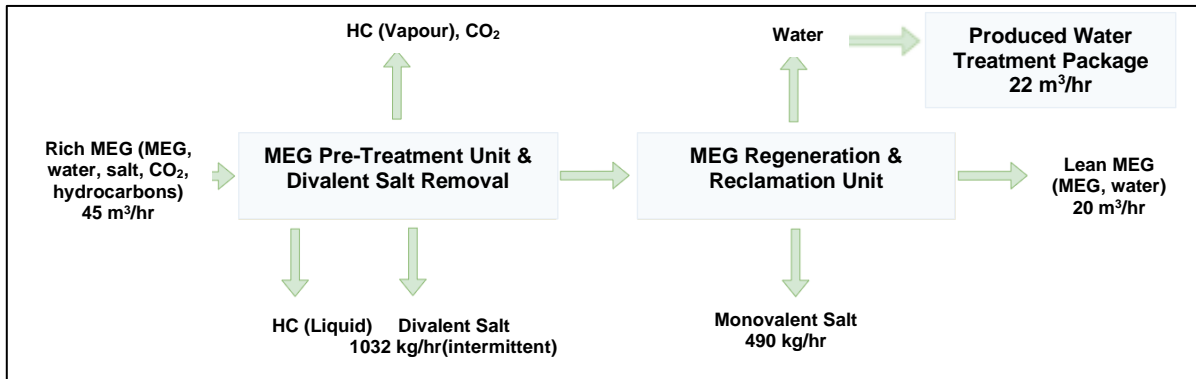 HC (Vapour), CO₂
Water
Produced Water
Treatment Package
22 m³/hr
Rich MEG (MEG,
water, salt, CO₂,
hydrocarbons)
45 m³/hr
MEG Pre-Treatment Unit &
Divalent Salt Removal
MEG Regeneration &
Reclamation Unit
Lean MEG
(MEG, water)
20 m³/hr
HC (Liquid)
Divalent Salt
1032 kg/hr(intermittent)
Monovalent Salt
490 kg/hr